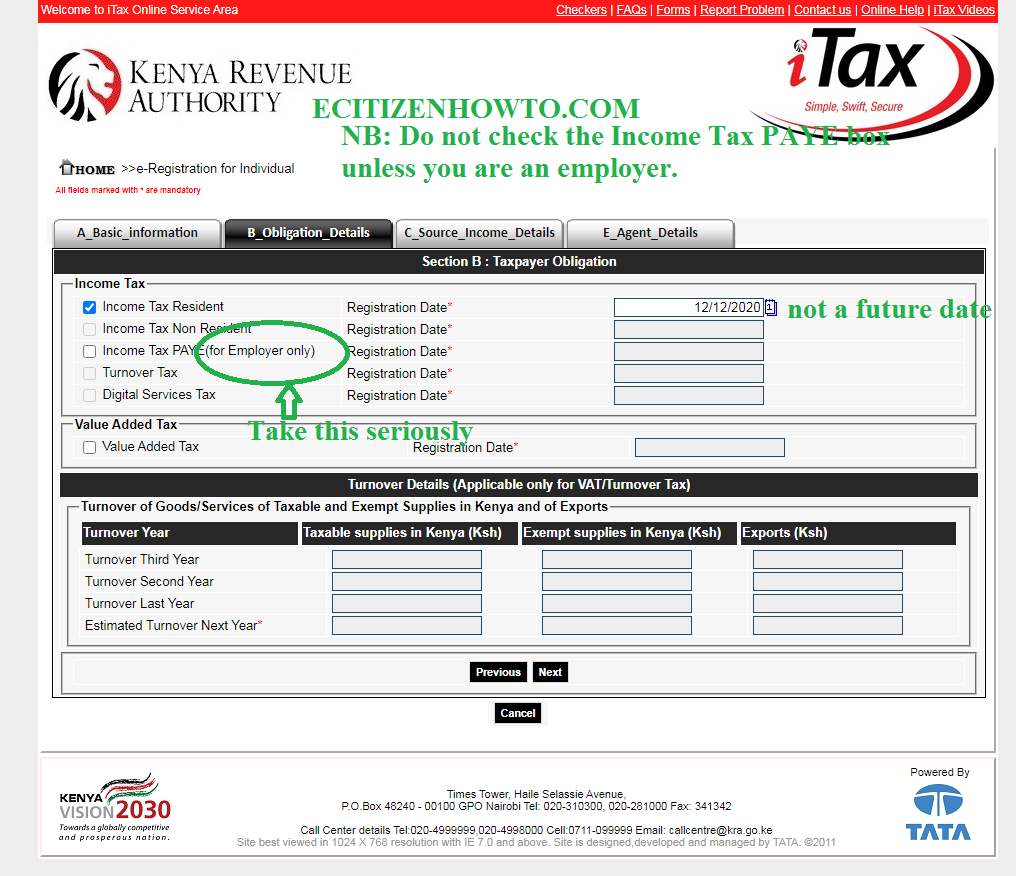 Welcome to iTax Online Service Area
Checkers | FAQs | Forms | Report Problem | Contact us | Online Help | iTax Videos
KENYA REVENUE
AUTHORITY
iTax
Simple, Swift, Secure
ECITIZENHOWTO.COM
NB: Do not check the Income Tax PAYE box
unless you are an employer.
HOME >>e-Registration for Individual
All fields marked with * are mandatory
A_Basic_information B_Obligation_Details C_Source_Income_Details E_Agent_Details
Section B : Taxpayer Obligation
Income Tax
Income Tax Resident Registration Date* 12/12/2020 1 not a future date
Income Tax Non Resident Registration Date*
Income Tax PAYE(for Employer only) Registration Date*
Turnover Tax Registration Date*
Digital Services Tax Registration Date*
Take this seriously
Value Added Tax
Value Added Tax Registration Date*
Turnover Details (Applicable only for VAT/Turnover Tax)
Turnover of Goods/Services of Taxable and Exempt Supplies in Kenya and of Exports
Turnover Year Taxable supplies in Kenya (Ksh) Exempt supplies in Kenya (Ksh) Exports (Ksh)
Turnover Third Year
Turnover Second Year
Turnover Last Year
Estimated Turnover Next Year*
Previous Next
Cancel
KENYA
VISION 2030
Towards a globally competitive
and prosperous nation.
Times Tower, Haile Selassie Avenue,
P.O.Box 48240 - 00100 GPO Nairobi Tel: 020-310300, 020-281000 Fax: 341342
Call Center details Tel:020-4999999,020-4998000 Cell:0711-099999 Email: callcentre@kra.go.ke
Site best viewed in 1024 X 768 resolution with IE 7.0 and above. Site is designed,developed and managed by TATA. ©2011
Powered By
TATA